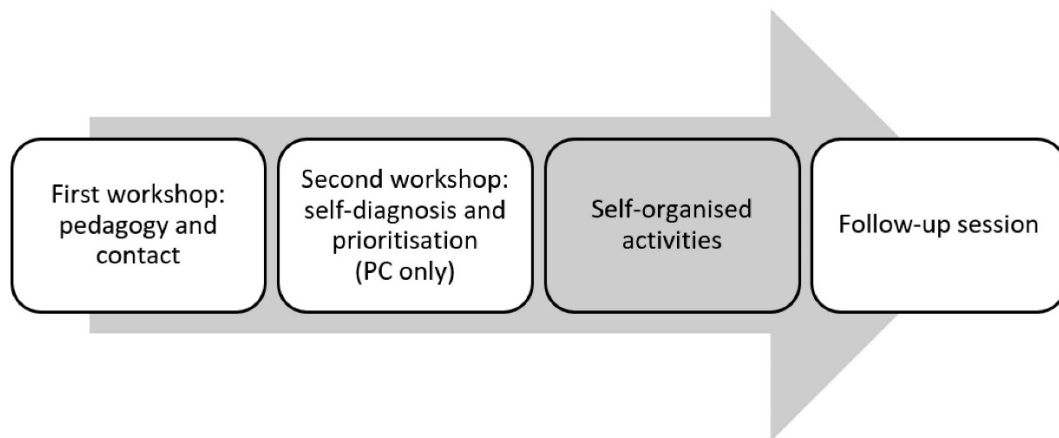 First workshop:
pedagogy and
contact
Second workshop:
self-diagnosis and
prioritisation
(PC only)
Self-organised
activities
Follow-up session